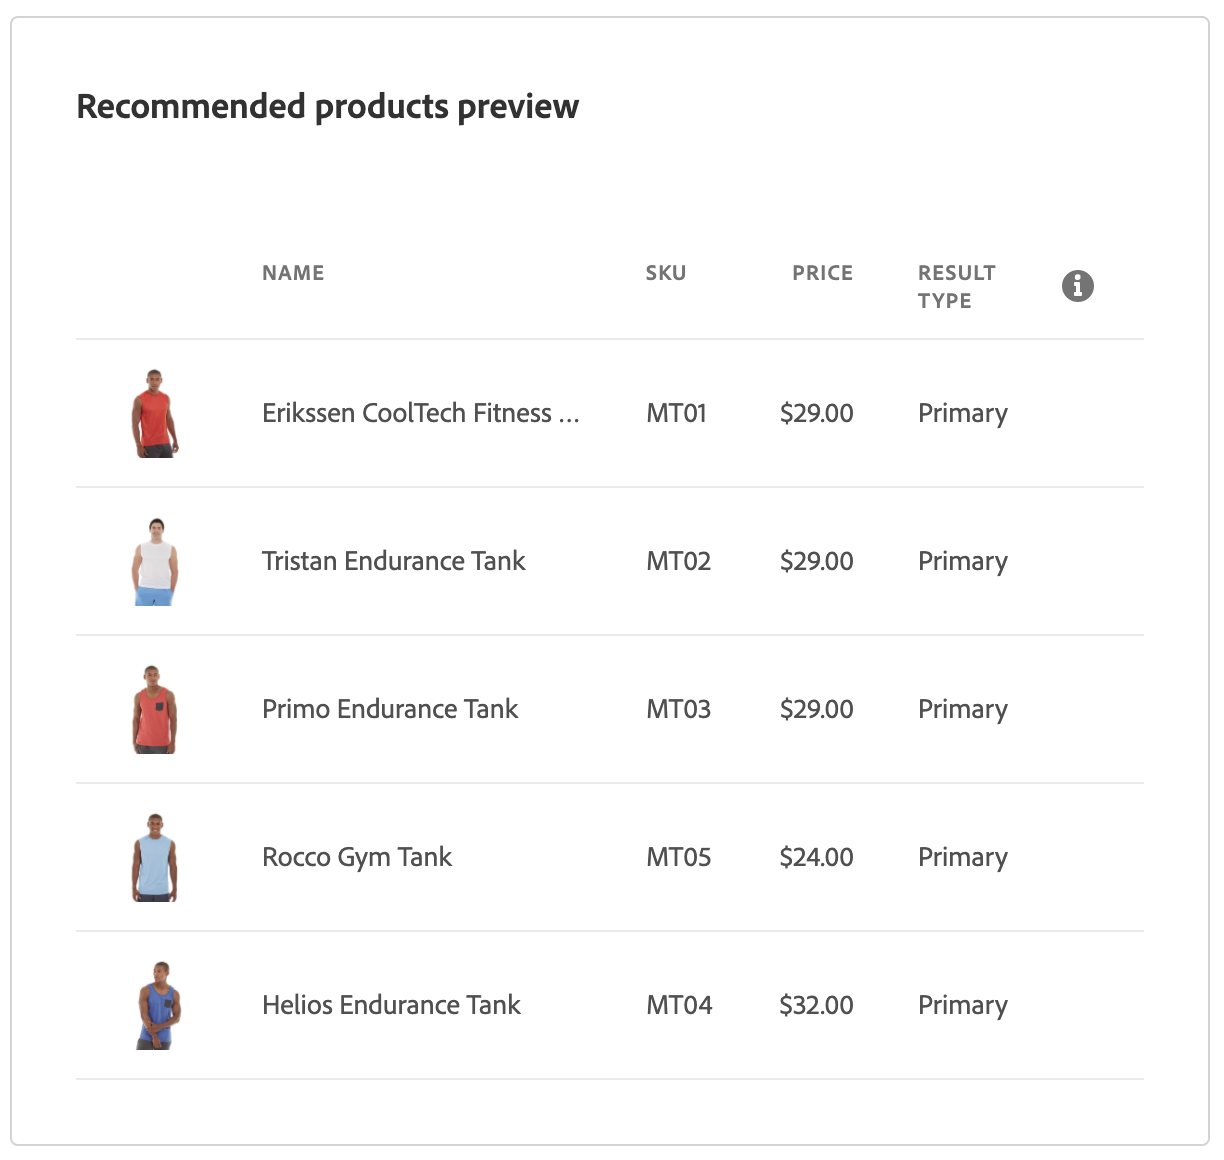 Recommended products preview
NAME SKU PRICE RESULT TYPE
Erikssen CoolTech Fitness ... MT01 $29.00 Primary
Tristan Endurance Tank MT02 $29.00 Primary
Primo Endurance Tank MT03 $29.00 Primary
Rocco Gym Tank MT05 $24.00 Primary
Helios Endurance Tank MT04 $32.00 Primary